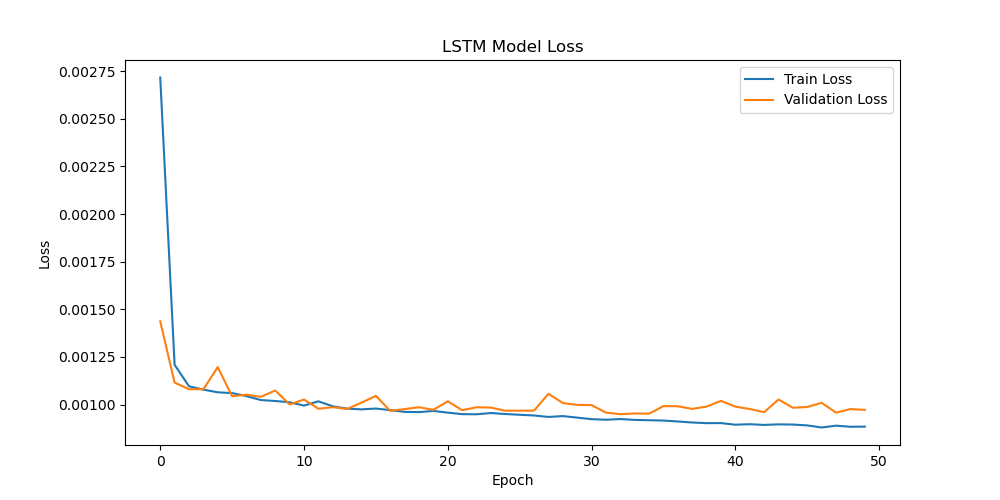 LSTM Model Loss
Train Loss
Validation Loss
0.00275
0.00250
0.00225
0.00200
0.00175
0.00150
0.00125
0.00100
Loss
0 10 20 30 40 50
Epoch